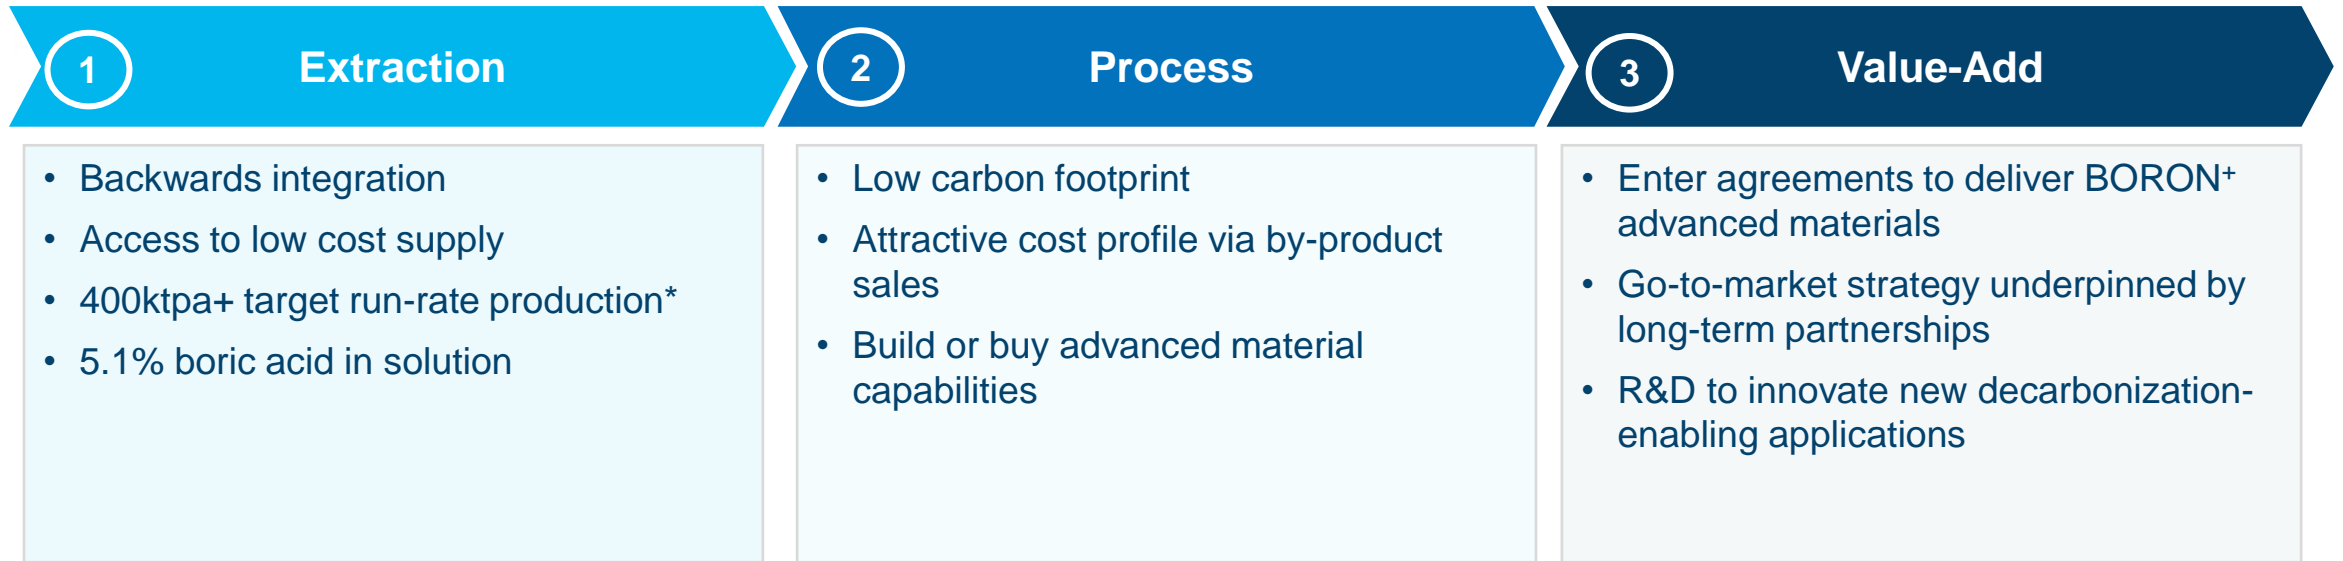 1
Extraction
• Backwards integration
• Access to low cost supply
• 400ktpa+ target run-rate production*
• 5.1% boric acid in solution
2
Process
• Low carbon footprint
• Attractive cost profile via by-product
sales
• Build or buy advanced material
capabilities
3
Value-Add
• Enter agreements to deliver BORON⁺
advanced materials
• Go-to-market strategy underpinned by
long-term partnerships
• R&D to innovate new decarbonization-
enabling applications